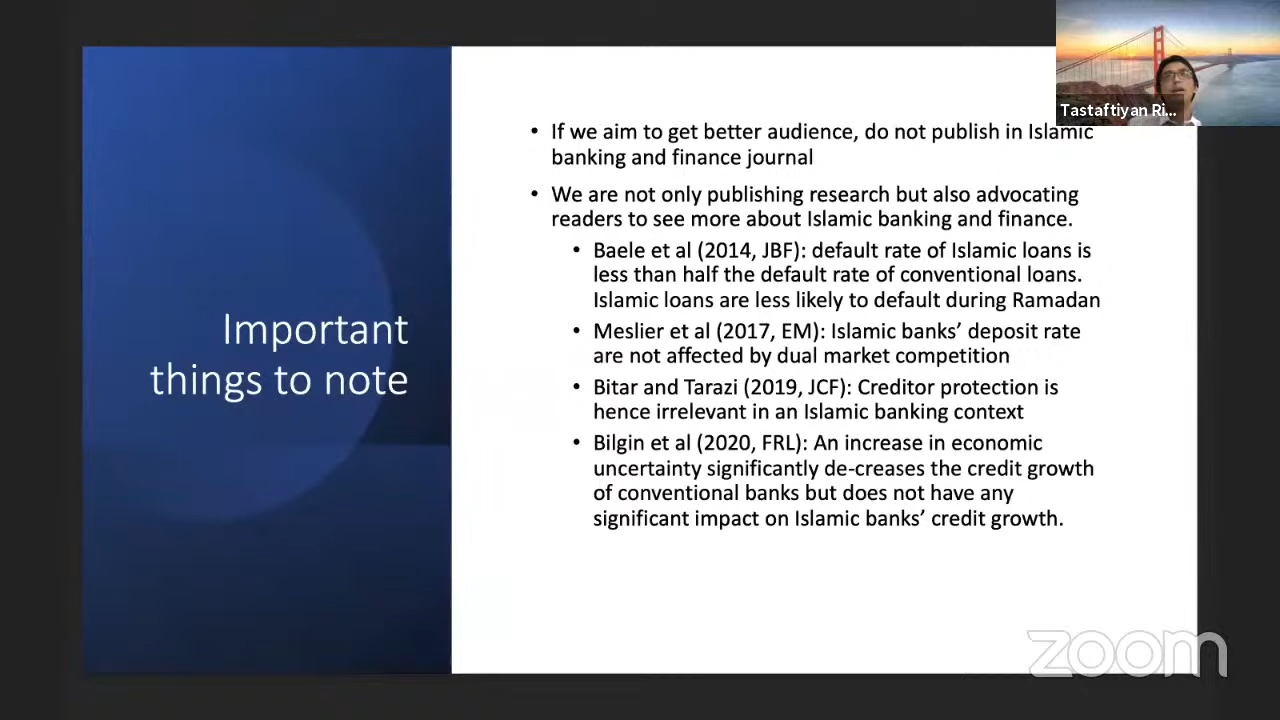 Tastaftiyan Ri...
• If we aim to get better audience, do not publish in Islamic
banking and finance journal
• We are not only publishing research but also advocating
readers to see more about Islamic banking and finance.
• Baele et al (2014, JBF): default rate of Islamic loans is
less than half the default rate of conventional loans.
Islamic loans are less likely to default during Ramadan
• Meslier et al (2017, EM): Islamic banks’ deposit rate
are not affected by dual market competition
• Bitar and Tarazi (2019, JCF): Creditor protection is
hence irrelevant in an Islamic banking context
• Bilgin et al (2020, FRL): An increase in economic
uncertainty significantly de-creases the credit growth
of conventional banks but does not have any
significant impact on Islamic banks’ credit growth.
Important
things to note
zoom